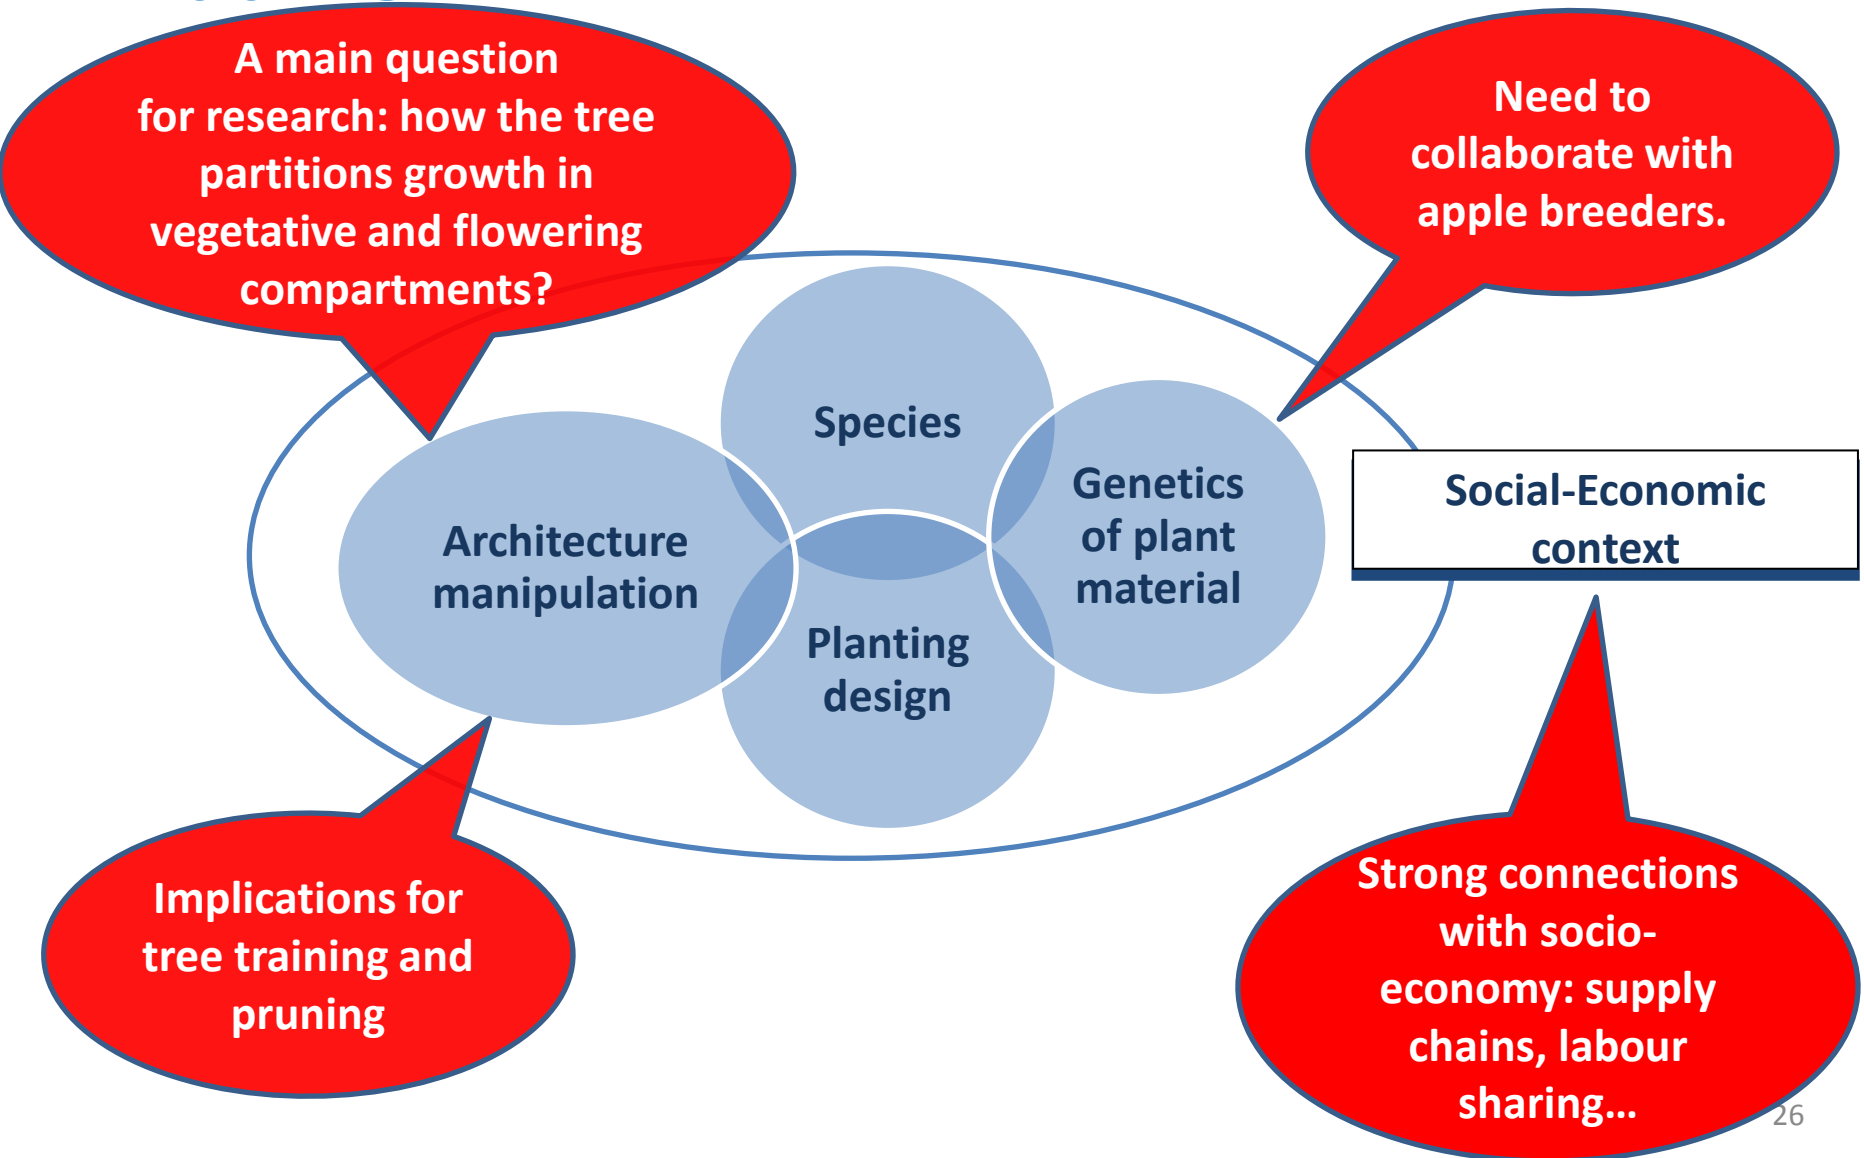 A main question
for research: how the tree
partitions growth in
vegetative and flowering
compartments?
Need to
collaborate with
apple breeders.
Species
Genetics
of plant
material
Social-Economic
context
Architecture
manipulation
Planting
design
Implications for
tree training and
pruning
Strong connections
with socio-
economy: supply
chains, labour
sharing...
26